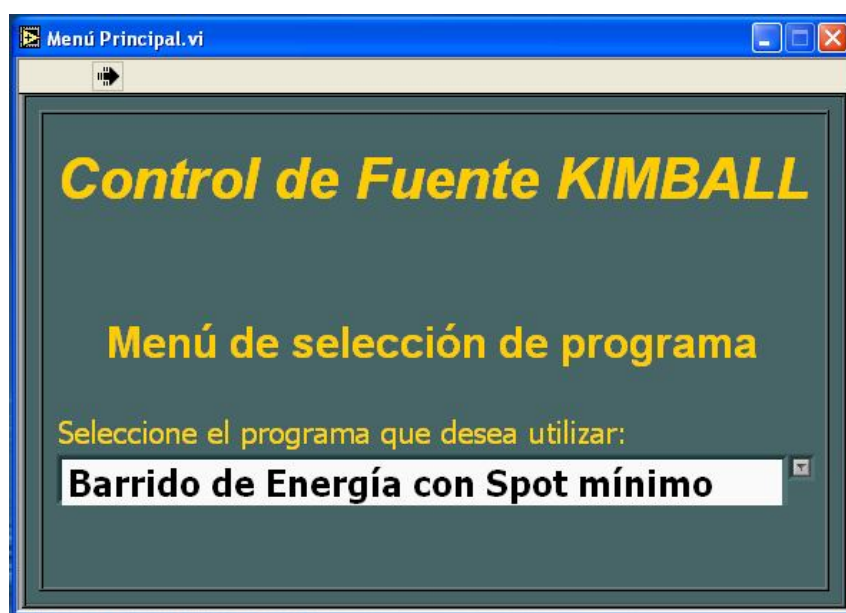 Menú Principal.vi
Control de Fuente KIMBALL
Menú de selección de programa
Seleccione el programa que desea utilizar:
Barrido de Energía con Spot mínimo